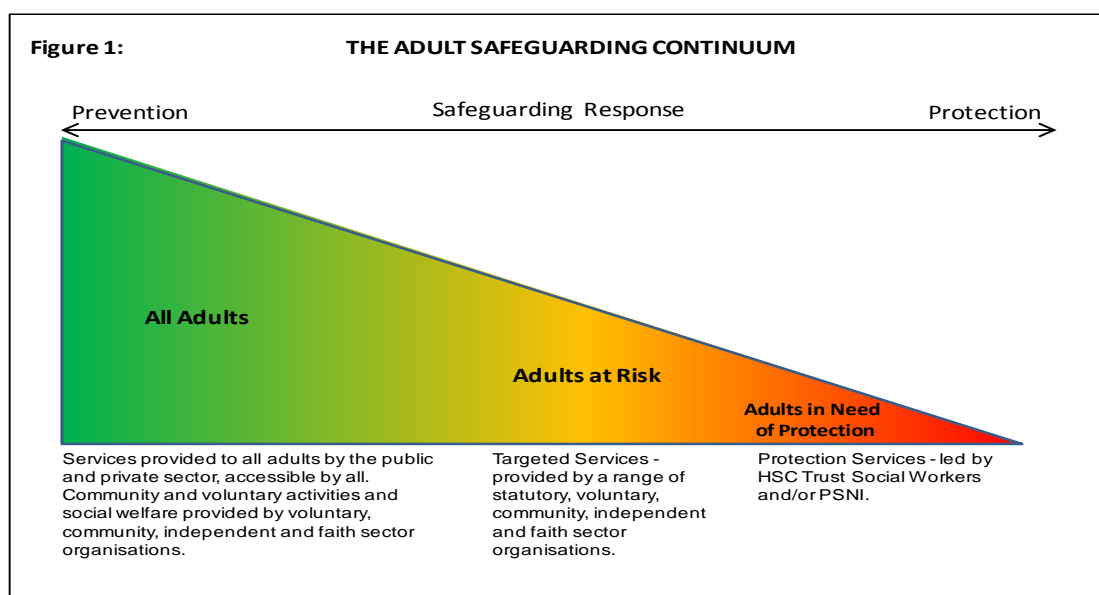 Figure 1: THE ADULT SAFEGUARDING CONTINUUM
Prevention Safeguarding Response Protection
All Adults
Adults at Risk
Adults in Need
of Protection
Services provided to all adults by the public
and private sector, accessible by all.
Community and voluntary activities and
social welfare provided by voluntary,
community, independent and faith sector
organisations.
Targeted Services -
provided by a range of
statutory, voluntary,
community, independent
and faith sector
organisations.
Protection Services - led by
HSC Trust Social Workers
and/or PSNI.